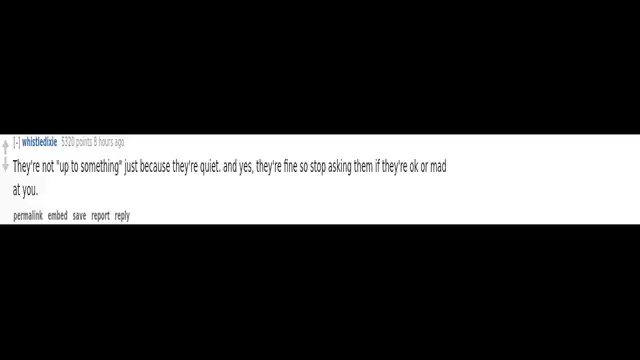 [-] whistledixie 5320 points 8 hours ago
They're not "up to something" just because they're quiet. and yes, they're fine so stop asking them if they're ok or mad
at you.
permalink embed save report reply